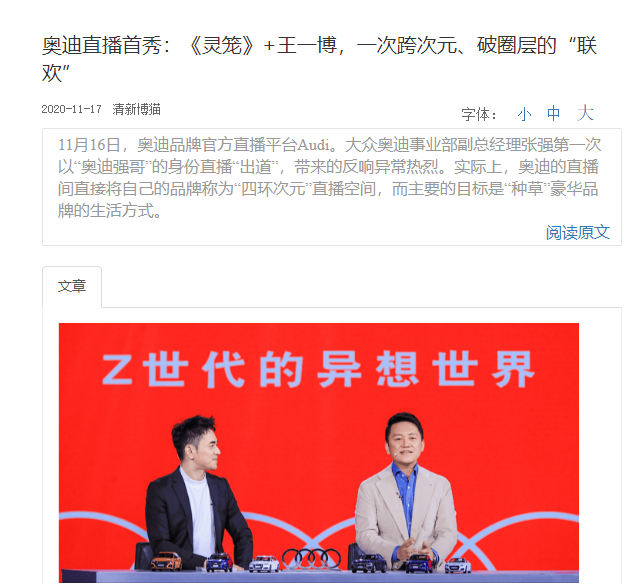 奥迪直播首秀：《灵笼》+王一博，一次跨次元、破圈层的“联
欢”
2020-11-17 清新博猫
字体： 小 中 大
11月16日，奥迪品牌官方直播平台Audi。大众奥迪事业部副总经理张强第一次
以“奥迪强哥”的身份直播“出道”，带来的反响异常热烈。实际上，奥迪的直播
间直接将自己的品牌称为“四环次元”直播空间，而主要的目标是“种草”豪华品
牌的生活方式。
阅读原文
文章
Z世代的异想世界